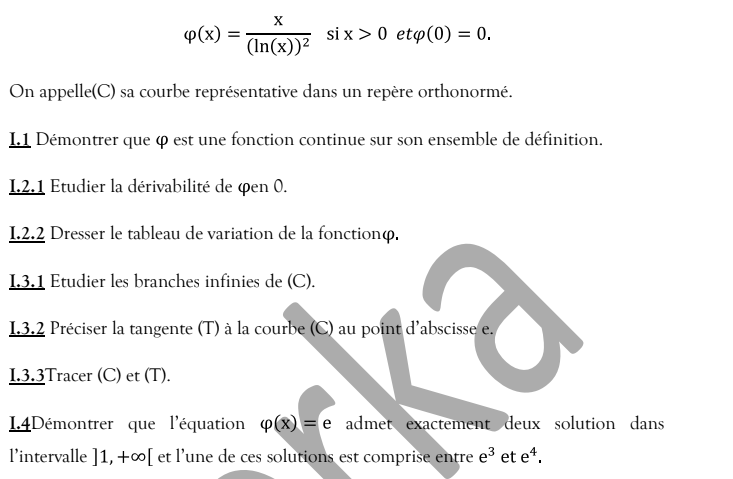 φ(x) = x / (ln(x))² si x > 0 etφ(0) = 0.
On appelle(C) sa courbe représentative dans un repère orthonormé.
I.1 Démontrer que φ est une fonction continue sur son ensemble de définition.
I.2.1 Etudier la dérivabilité de φen 0.
I.2.2 Dresser le tableau de variation de la fonctionφ.
I.3.1 Etudier les branches infinies de (C).
I.3.2 Préciser la tangente (T) à la courbe (C) au point d'abscisse e.
I.3.3Tracer (C) et (T).
I.4Démontrer que l'équation φ(x) = e admet exactement deux solution dans
l'intervalle ]1, +∞[ et l'une de ces solutions est comprise entre e³ et e⁴.